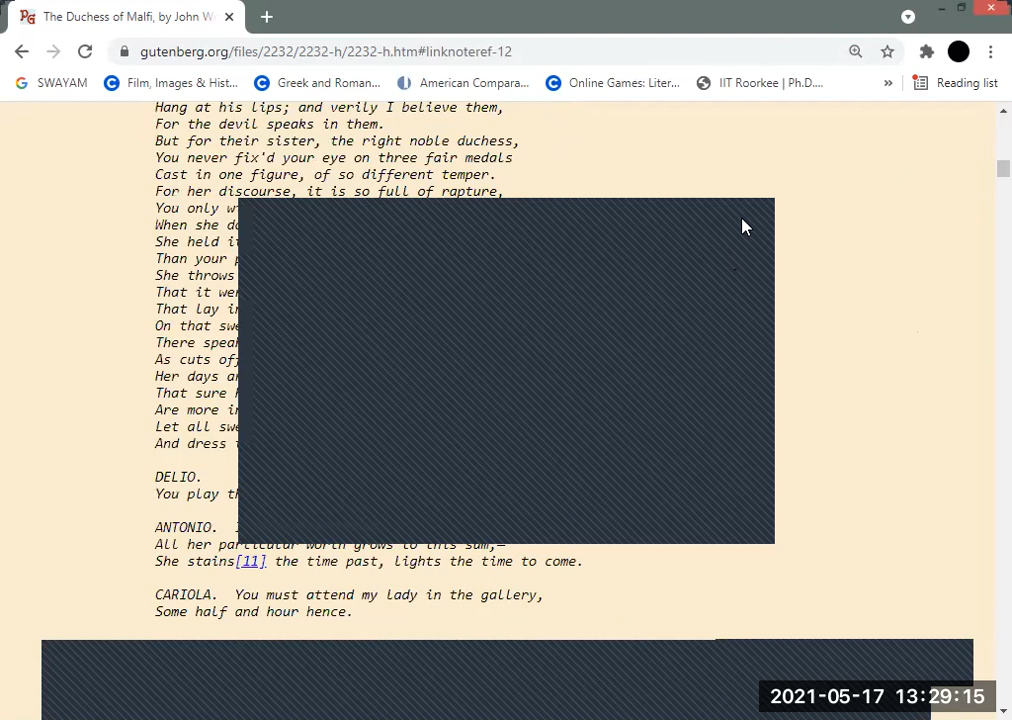 The Duchess of Malfi, by John W
gutenberg.org/files/2232/2232-h/2232-h.htm#linknoteref-12
SWAYAM Film, Images & Hist... Greek and Roman... American Compara... Online Games: Liter... IIT Roorkee | Ph.D.... » Reading list
Hang at his lips; and verily I believe them,
For the devil speaks in them.
But for their sister, the right noble duchess,
You never fix'd your eye on three fair medals
Cast in one figure, of so different temper.
For her discourse, it is so full of rapture,
You only
When she
She held
Than your
She throws
That it
That lay
On that
There
As cuts
Her days
That sure
Are more
Let all
And dress
DELIO.
You play
ANTONIO.
All her particular worth grows to this sum,—
She stains[11] the time past, lights the time to come.
CARIOLA. You must attend my lady in the gallery,
Some half and hour hence.
2021-05-17 13:29:15